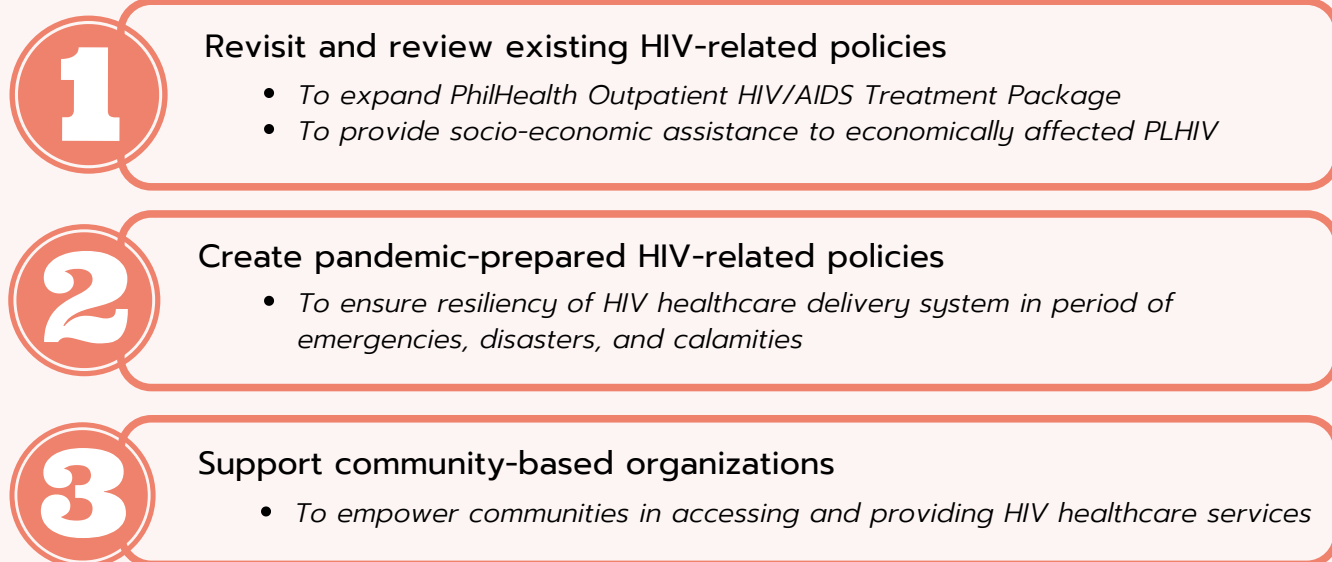 1
Revisit and review existing HIV-related policies
• To expand PhilHealth Outpatient HIV/AIDS Treatment Package
• To provide socio-economic assistance to economically affected PLHIV
2
Create pandemic-prepared HIV-related policies
• To ensure resiliency of HIV healthcare delivery system in period of
emergencies, disasters, and calamities
3
Support community-based organizations
• To empower communities in accessing and providing HIV healthcare services